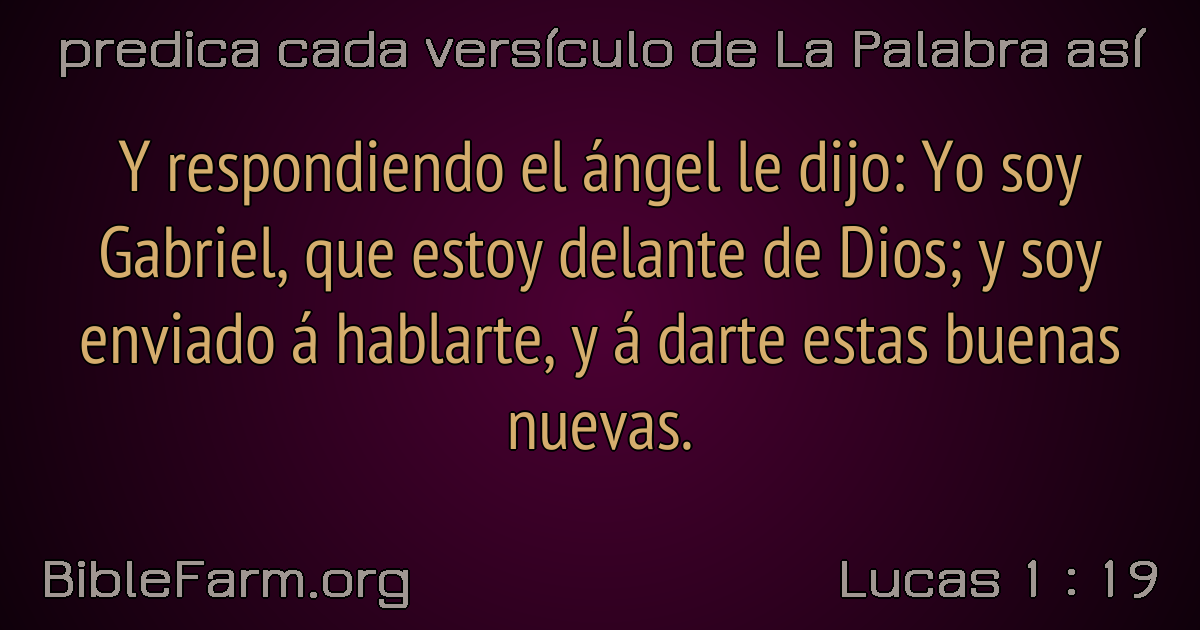 predica cada versículo de La Palabra así
Y respondiendo el ángel le dijo: Yo soy
Gabriel, que estoy delante de Dios; y soy
enviado á hablarte, y á darte estas buenas
nuevas.
BibleFarm.org
Lucas 1 : 19